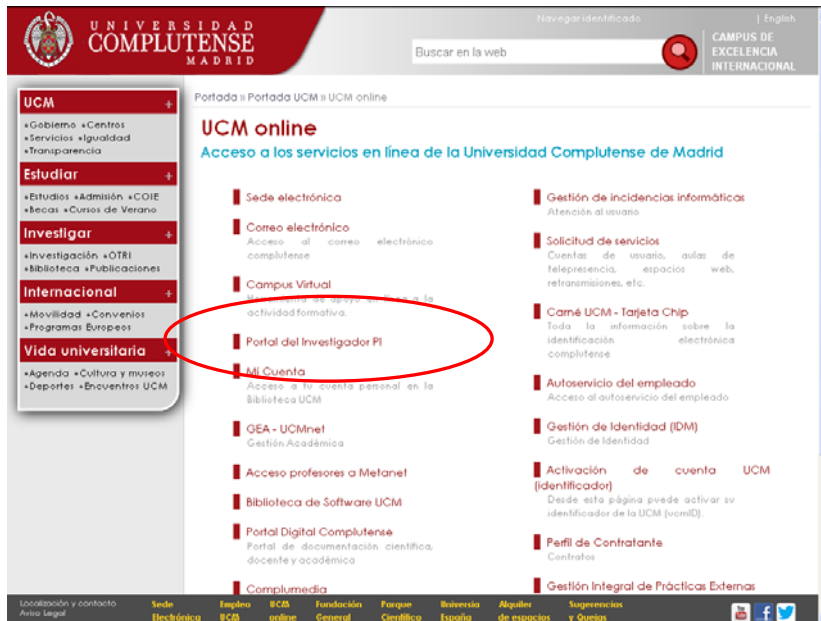 UNIVERSIDAD
COMPLUTENSE
MADRID
Navegar identificado | English
Buscar en la web
CAMPUS DE
EXCELENCIA
INTERNACIONAL
Portada » Portada UCM » UCM online
UCM +
Gobierno Centros
Servicios Igualdad
Transparencia
Estudiar +
Estudios Admisión COIE
Becas Cursos de Verano
Investigar +
Investigación OTRI
Biblioteca Publicaciones
Internacional +
Movilidad Convenios
Programas Europeos
Vida universitaria +
Agenda Cultura y museos
Deportes Encuentros UCM
UCM online
Acceso a los servicios en línea de la Universidad Complutense de Madrid
Sede electrónica
Correo electrónico
Acceso al correo electrónico
complutense
Campus Virtual
Herramienta de apoyo en línea a la
actividad formativa.
Portal del Investigador PI
Mi Cuenta
Acceso a tu cuenta personal en la
Biblioteca UCM
GEA - UCMnet
Gestión Académica
Acceso profesores a Metanet
Biblioteca de Software UCM
Portal Digital Complutense
Portal de documentación científica,
docente y académica
Complumedia
Gestión de incidencias informáticas
Atención al usuario
Solicitud de servicios
Cuentas de usuario, aulas de
telepresencia, espacios web,
retransmisiones, etc.
Carné UCM - Tarjeta Chip
Toda la información sobre la
identificación electrónica
complutense
Autoservicio del empleado
Acceso al autoservicio del empleado
Gestión de Identidad (IDM)
Gestión de Identidad
Activación de cuenta UCM
(identificador)
Desde esta página puede activar su
identificador de la UCM (ucmID).
Perfil de Contratante
Contratos
Gestión Integral de Prácticas Externas
Localización y contacto
Aviso Legal
Sede
Electrónica
Empleo
UCM
UCM
online
Fundación
General
Parque
Científico
Universia
España
Alquiler
de espacios
Sugerencias
y Quejas